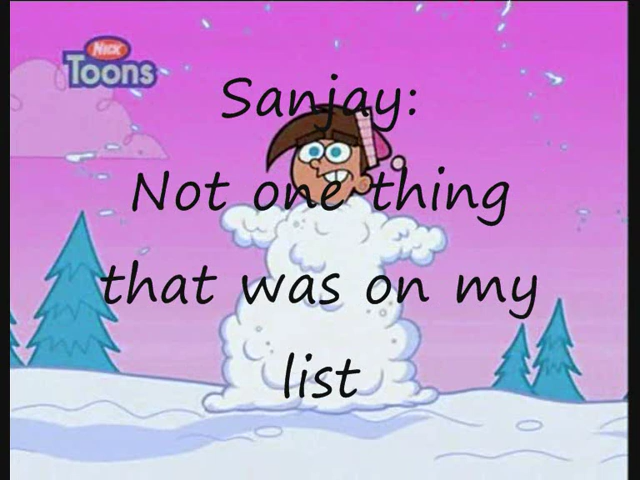 Nick
Toons
Sanjay:
Not one thing
that was on my
list